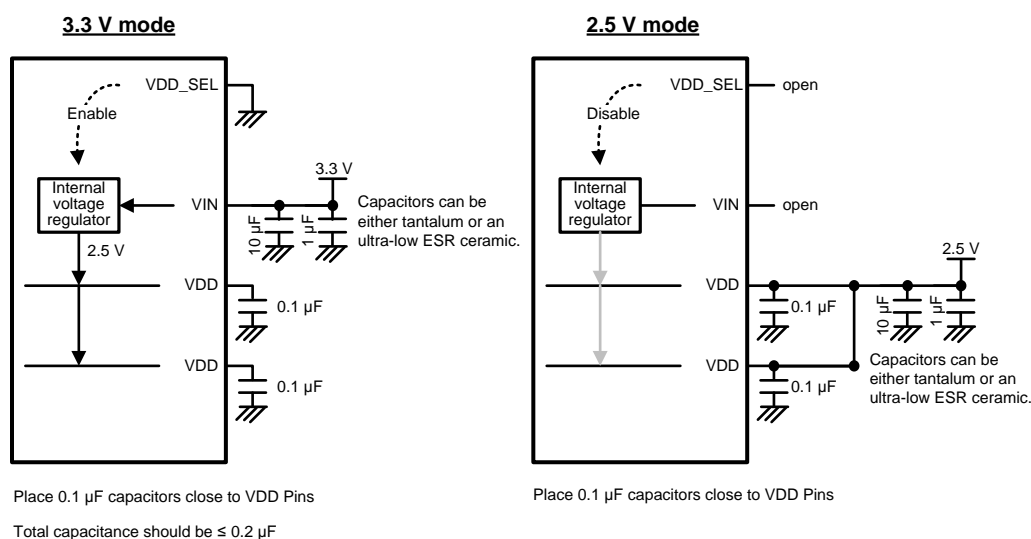 3.3 V mode
VDD_SEL
Enable
Internal
voltage
regulator
VIN
3.3 V
10 µF
1 µF
Capacitors can be
either tantalum or an
ultra-low ESR ceramic.
2.5 V
VDD
0.1 µF
VDD
0.1 µF
Place 0.1 µF capacitors close to VDD Pins
Total capacitance should be ≤ 0.2 µF
2.5 V mode
VDD_SEL
open
Disable
Internal
voltage
regulator
VIN
open
2.5 V
VDD
0.1 µF
10 µF
1 µF
VDD
0.1 µF
Capacitors can be
either tantalum or an
ultra-low ESR ceramic.
Place 0.1 µF capacitors close to VDD Pins